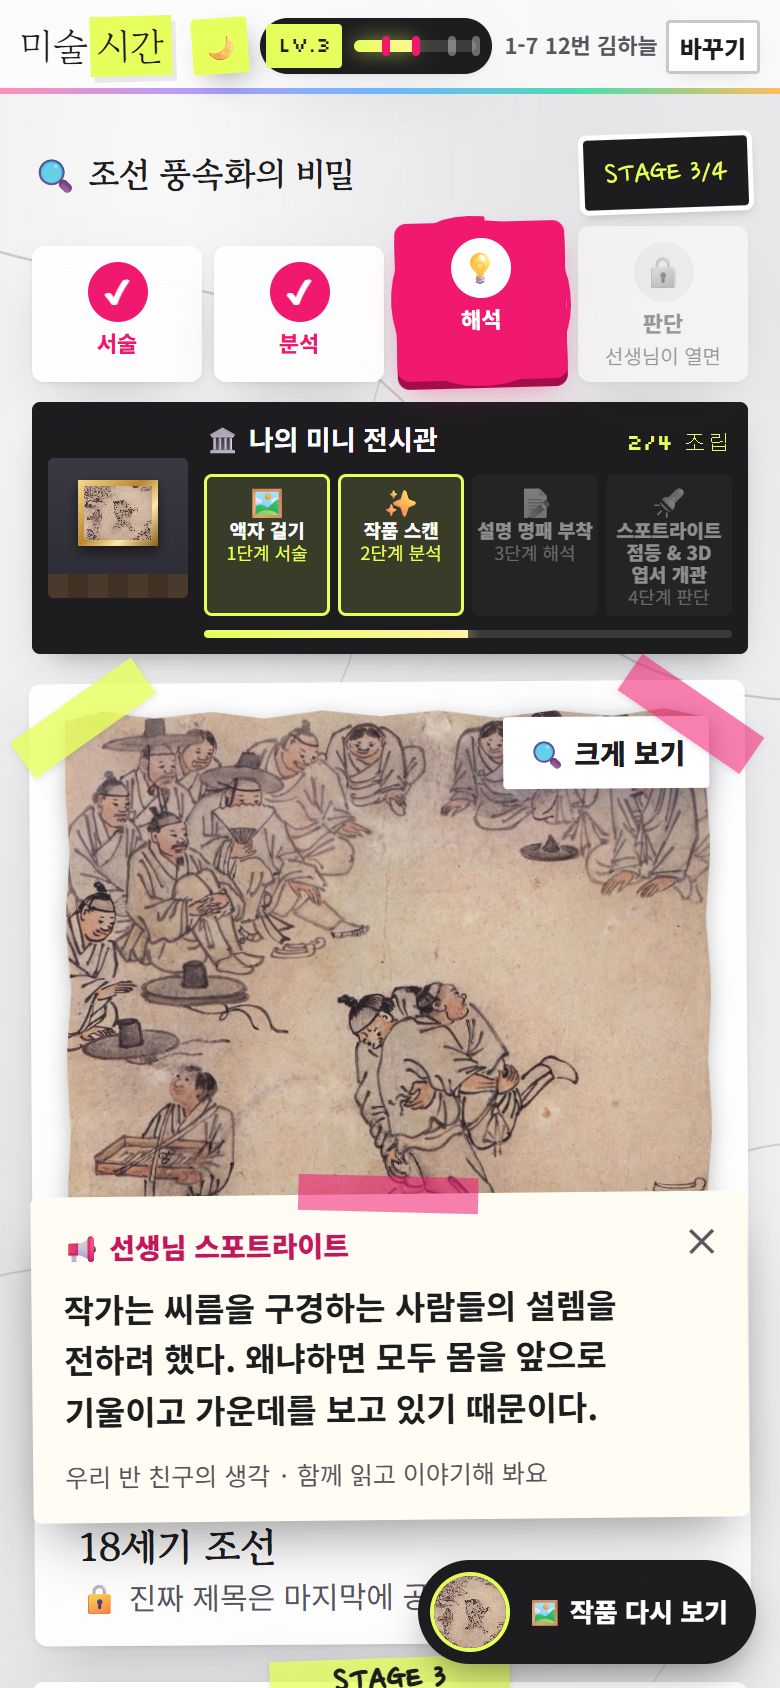 미술 시간
LV.3
1-7 12번 김하늘
바꾸기
조선 풍속화의 비밀
STAGE 3/4
서술
분석
해석
판단
선생님이 열면
나의 미니 전시관
2/4 조립
액자 걸기
1단계 서술
작품 스캔
2단계 분석
설명 명패 부착
3단계 해석
스포트라이트
점등 & 3D
엽서 개관
4단계 판단
크게 보기
선생님 스포트라이트
작가는 씨름을 구경하는 사람들의 설렘을
전하려 했다. 왜냐하면 모두 몸을 앞으로
기울이고 가운데를 보고 있기 때문이다.
우리 반 친구의 생각 · 함께 읽고 이야기해 봐요
18세기 조선
진짜 제목은 마지막에
작품 다시 보기
STAGE 3